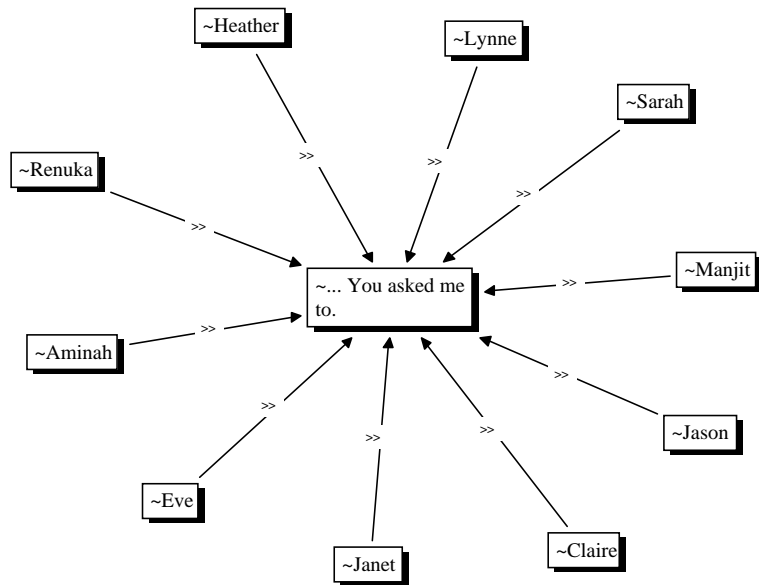 ~Heather
~Lynne
~Sarah
>>
>>
~Renuka
>>
>>
~Manjit
~... You asked me
to.
>>
>>
~Aminah
>>
>>
~Jason
>>
>>
~Eve
~Janet
~Claire